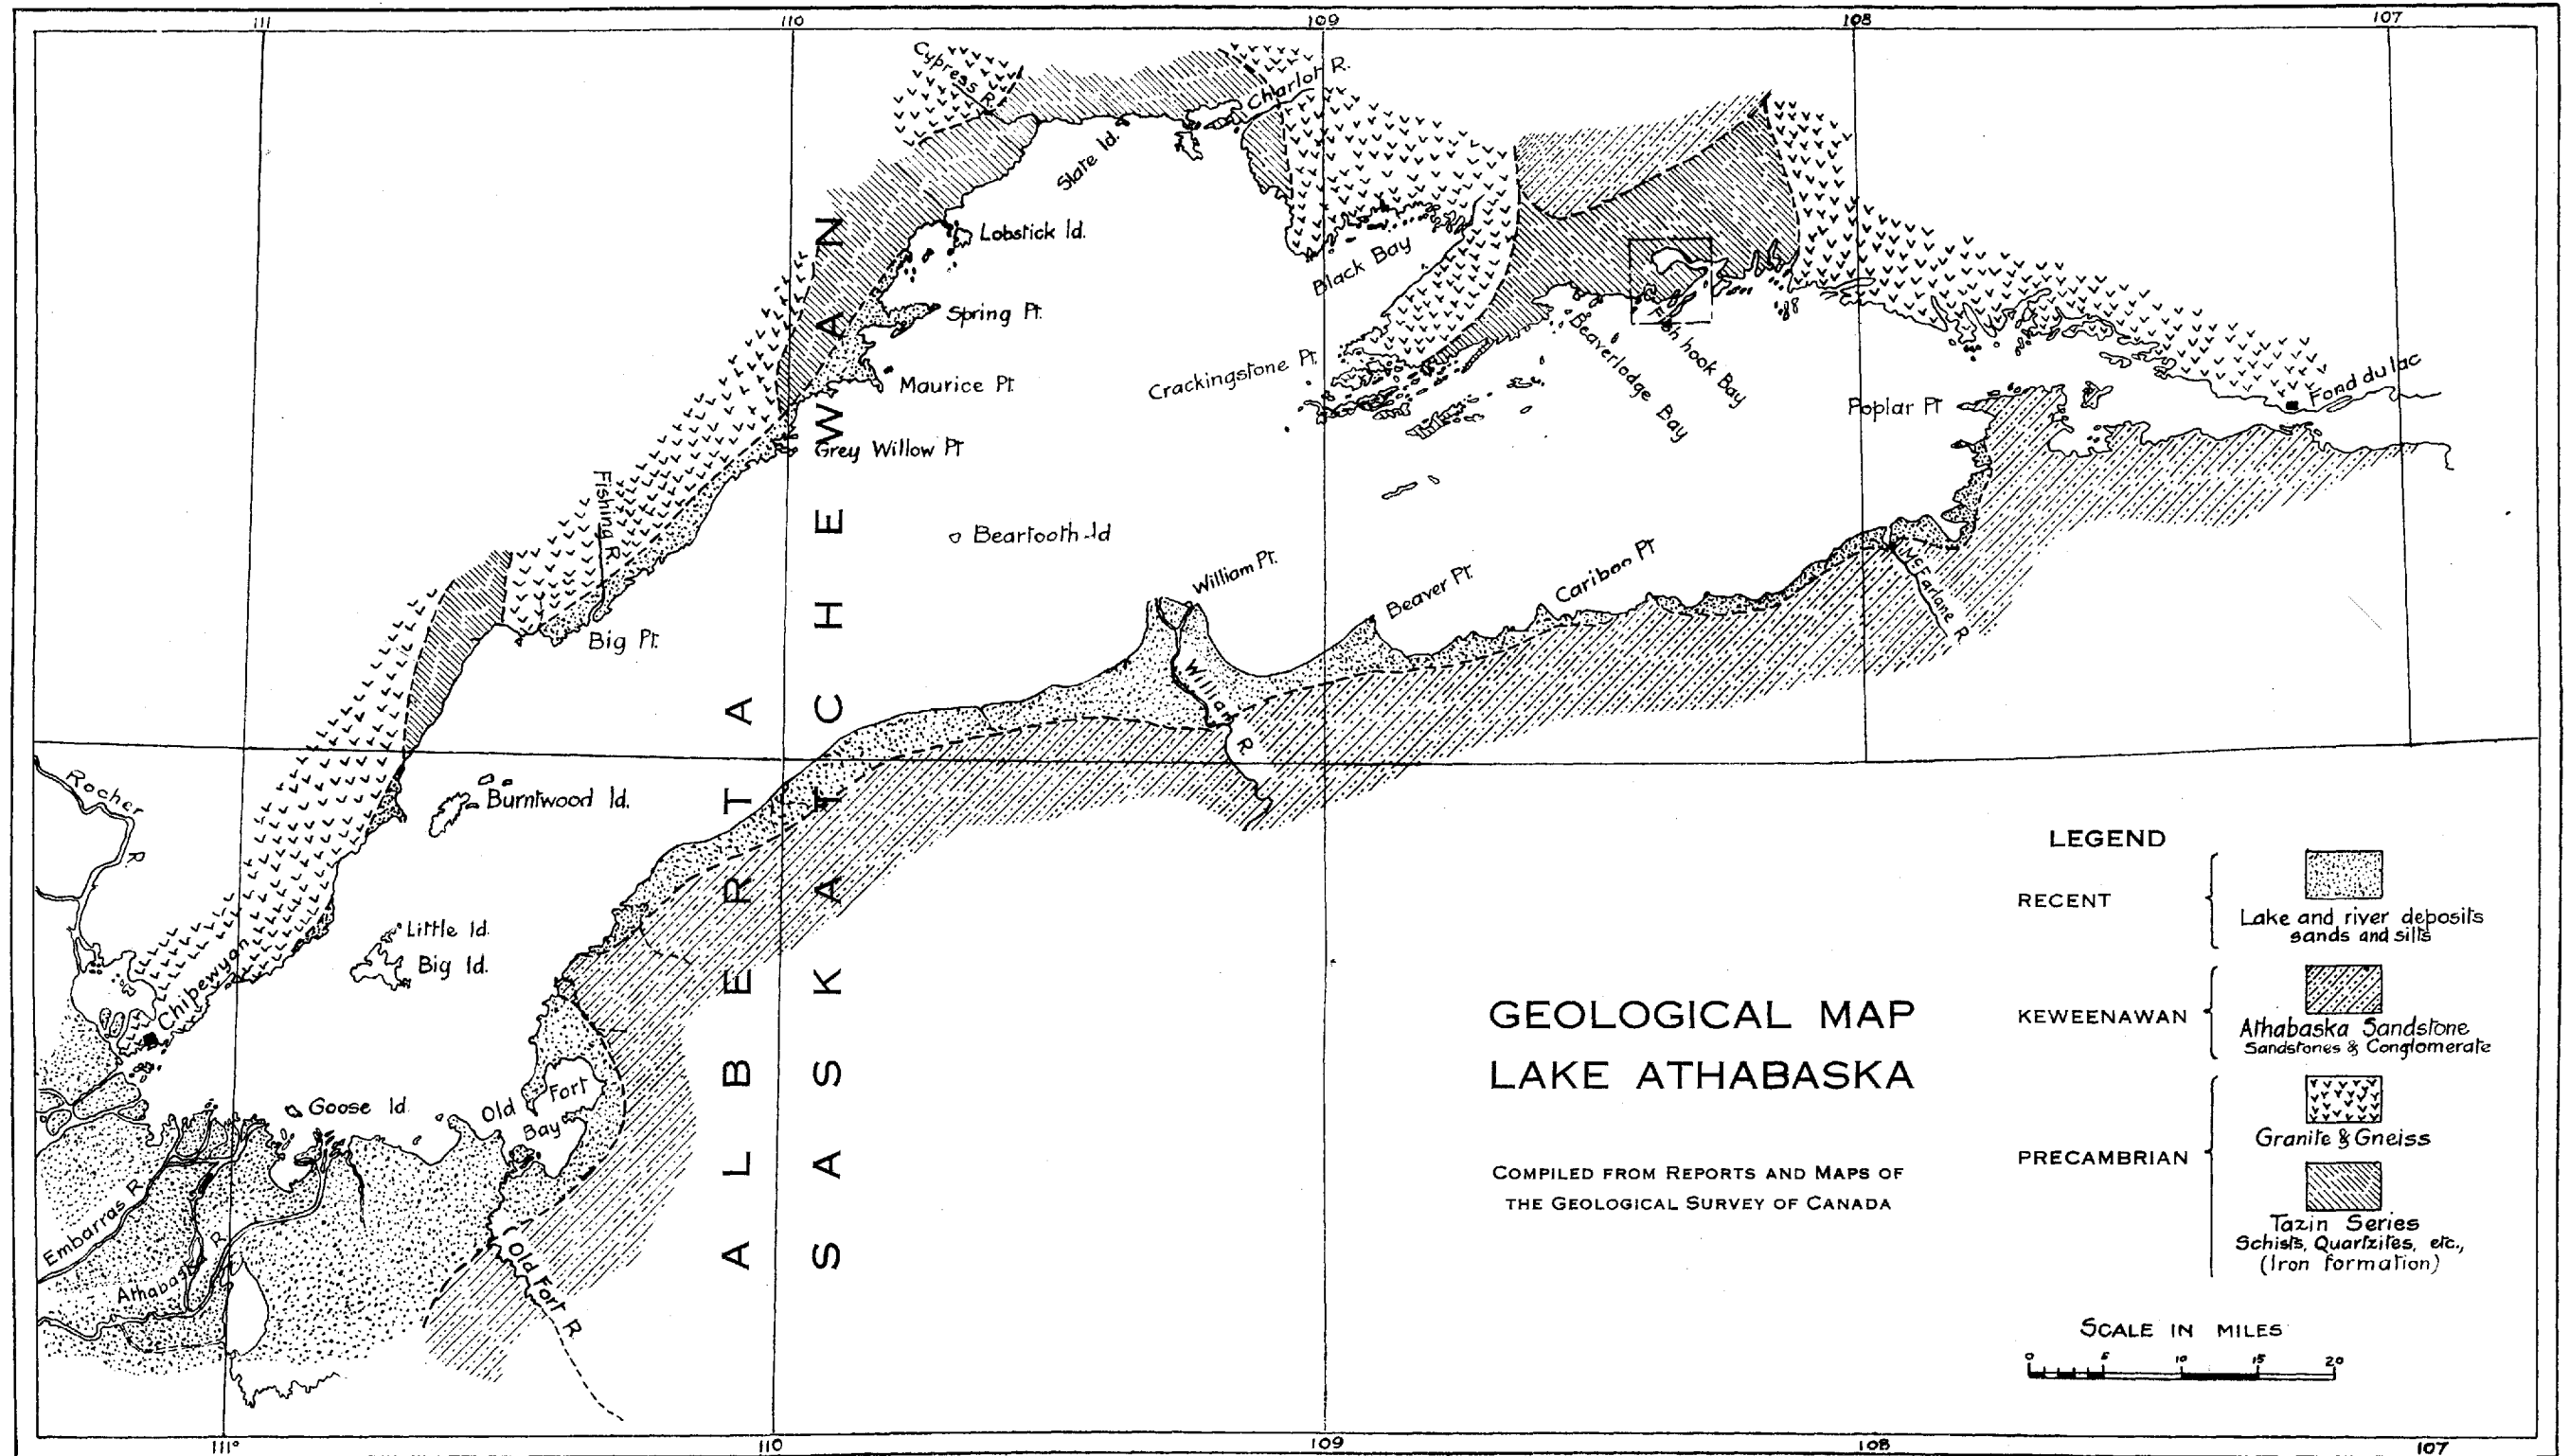 111
110
109
108
107
Cypress R.
Charlot R.
Slate Id.
Lobstick Id.
Black Bay
Spring Pt.
Crackingstone Pt.
Fish hook Bay
Beaverlodge Bay
Maurice Pt.
Poplar Pt
Fond du lac
Grey Willow Pt
Fishing R.
Beartooth Id
William Pt.
Beaver Pt.
Cariboo Pt
McFarlane R
Big Pt.
William R.
Rocher R
Burntwood Id.
Little Id.
Big Id.
Chipewyan
Goose Id.
Old Fort Bay
Embarras R.
Athabaska R.
Old Fort R.
ALBERTA
SASKATCHEWAN
GEOLOGICAL MAP
LAKE ATHABASKA
COMPILED FROM REPORTS AND MAPS OF
THE GEOLOGICAL SURVEY OF CANADA
LEGEND
RECENT
Lake and river deposits
sands and silts
KEWEENAWAN
Athabaska Sandstone
Sandstones & Conglomerate
PRECAMBRIAN
Granite & Gneiss
Tazin Series
Schists, Quartzites, etc.,
(Iron formation)
SCALE IN MILES
0 5 10 15 20
111°
110
109
108
107